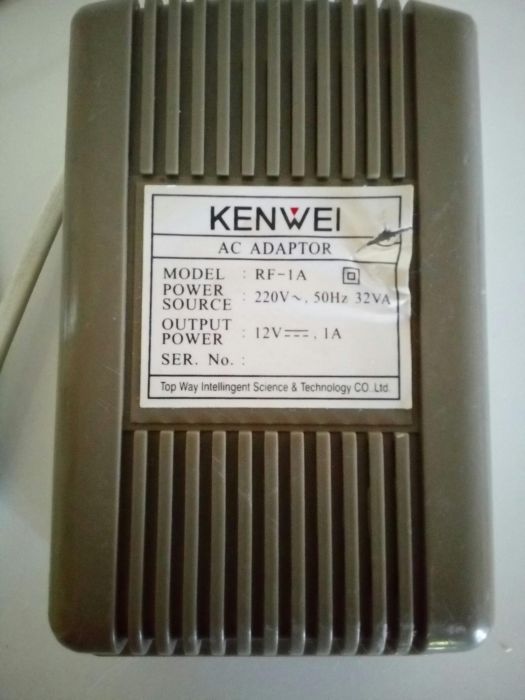 KENWEI
AC ADAPTOR
MODEL : RF-1A
POWER SOURCE : 220V~, 50Hz 32VA
OUTPUT POWER : 12V⎓, 1A
SER. No. :
Top Way Intellingent Science & Technology CO.,Ltd.